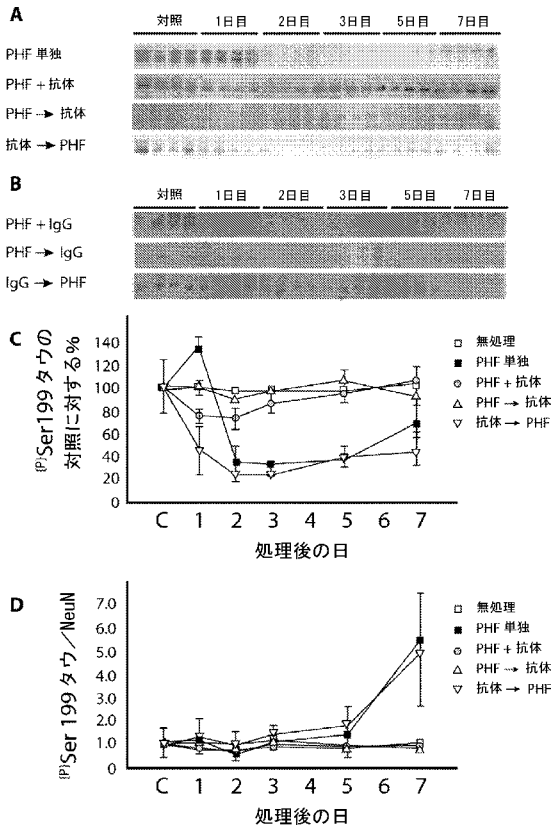 A
対照 1日目 2日目 3日目 5日目 7日目
PHF 単独
PHF + 抗体
PHF → 抗体
抗体 → PHF
B
対照 1日目 2日目 3日目 5日目 7日目
PHF + IgG
PHF → IgG
IgG → PHF
C
{P}Ser199 タウの
対照に対する%
140
120
100
80
60
40
20
0
C 1 2 3 4 5 6 7
処理後の日
無処理
PHF 単独
PHF + 抗体
PHF → 抗体
抗体 → PHF
D
{P}Ser 199 タウ/NeuN
7.0
6.0
5.0
4.0
3.0
2.0
1.0
0
C 1 2 3 4 5 6 7
処理後の日
無処理
PHF 単独
PHF + 抗体
PHF → 抗体
抗体 → PHF